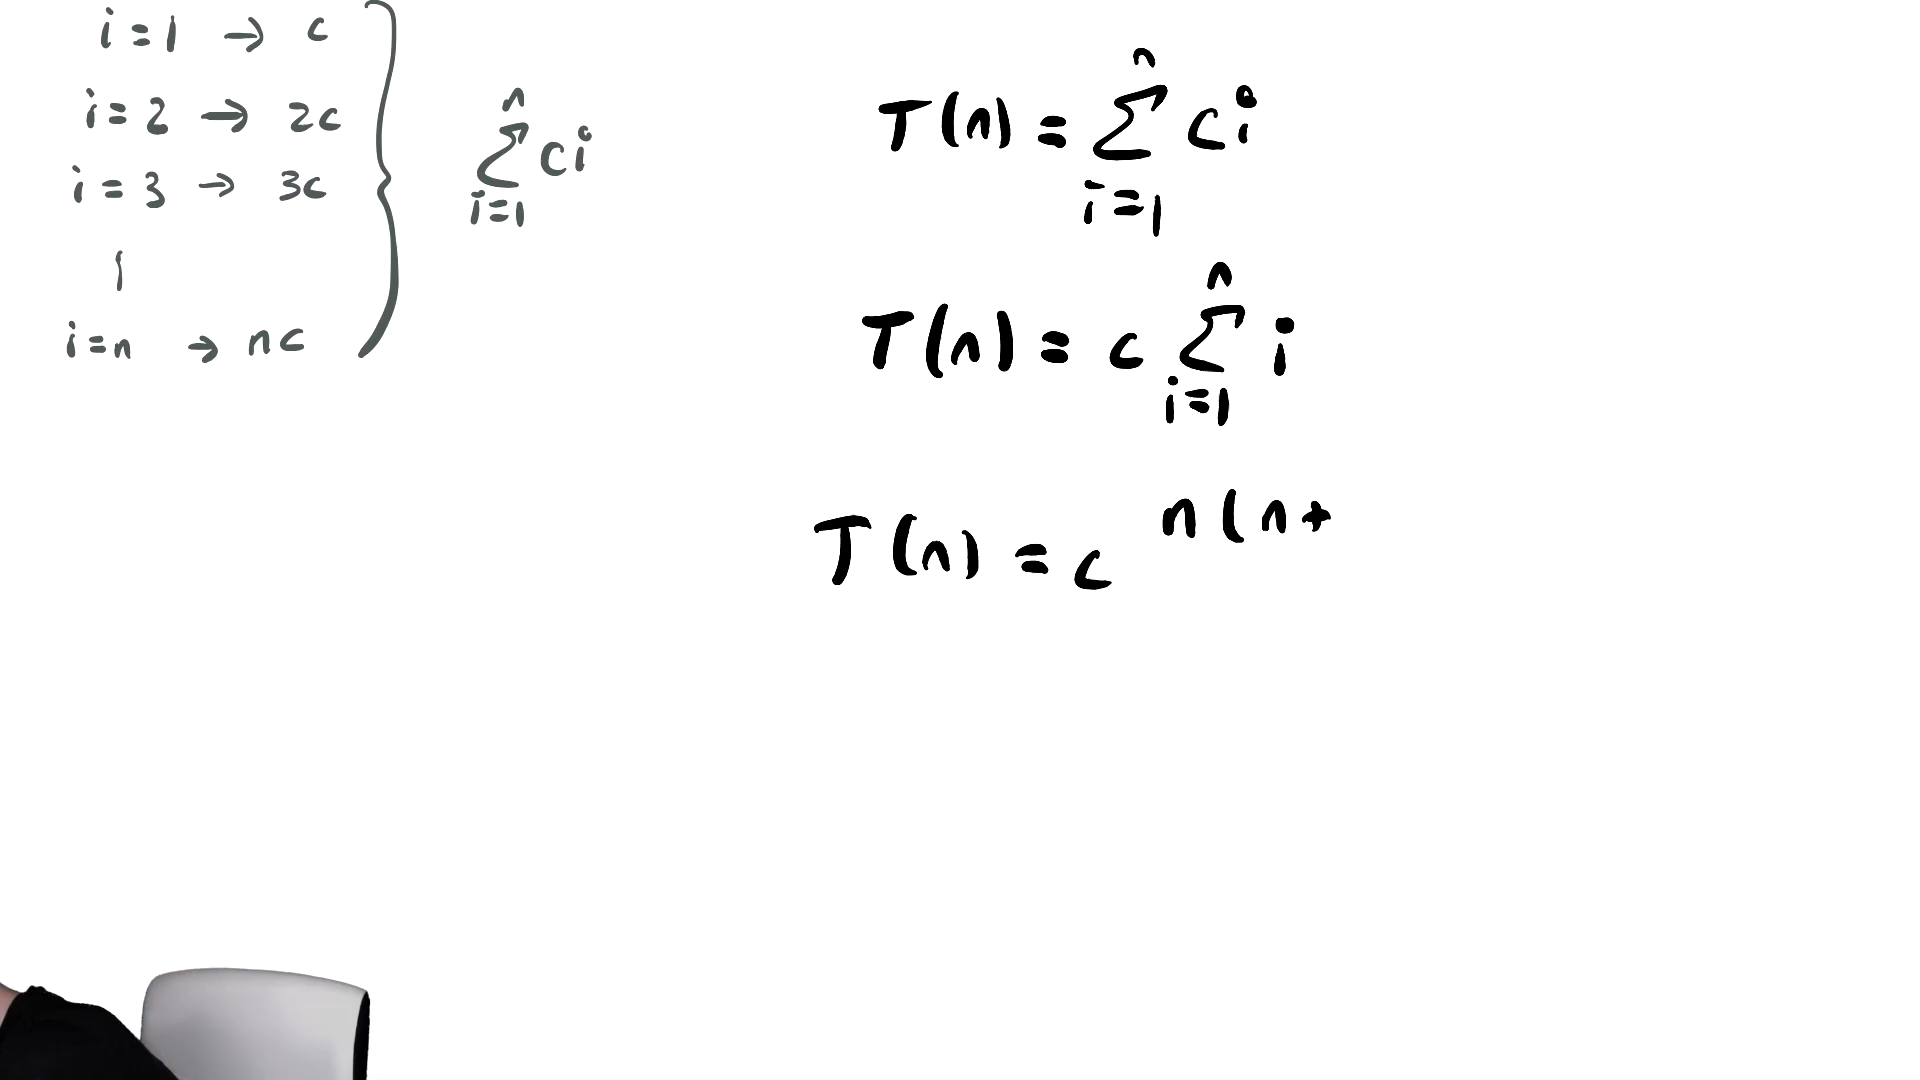 i = 1 → c
i = 2 → 2c
i = 3 → 3c
|
i = n → nc
n
∑ ci
i=1
n
T(n) = ∑ ci
i=1
n
T(n) = c ∑ i
i=1
T(n) = c n(n+